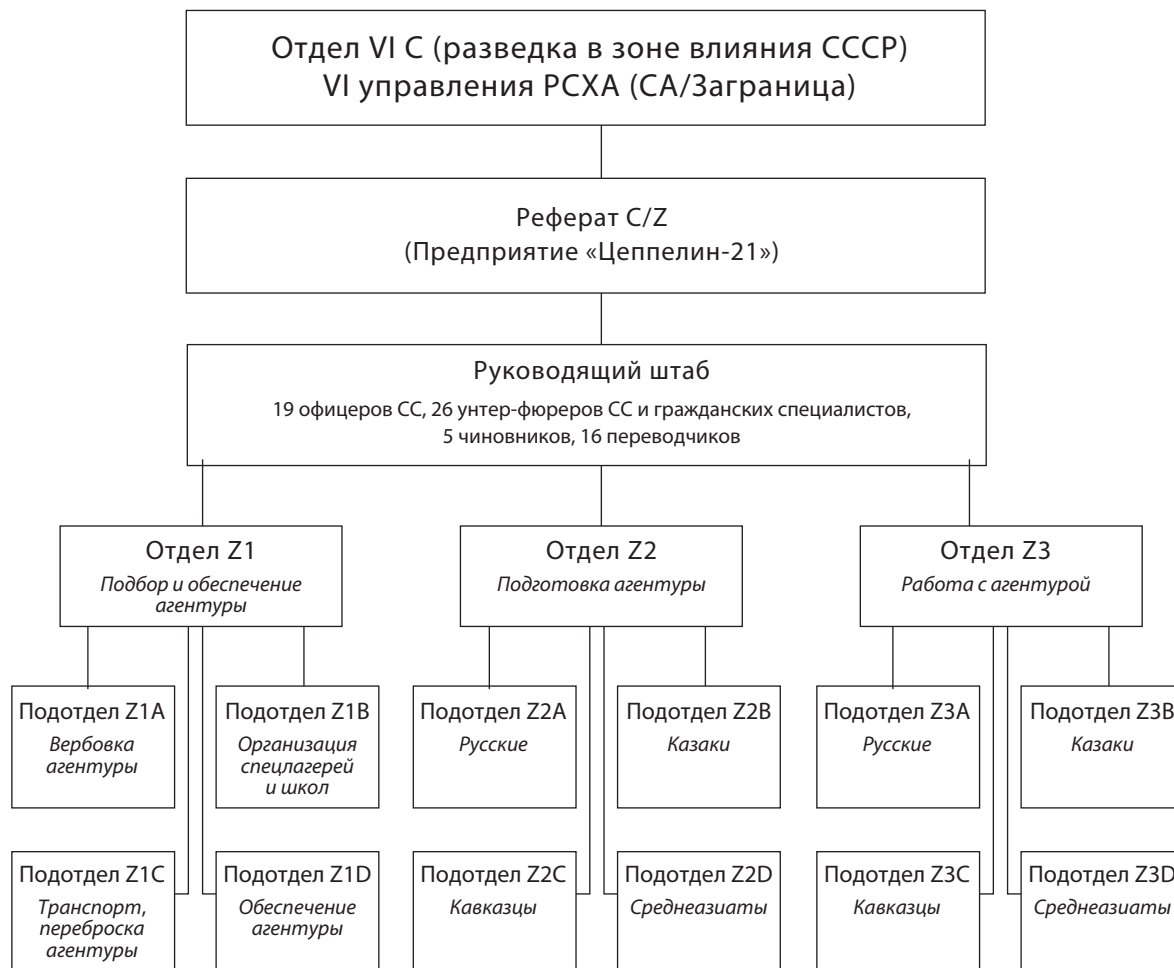 Отдел VI С (разведка в зоне влияния СССР)
VI управления РСХА (СА/Заграница)
Реферат C/Z
(Предприятие «Цеппелин-21»)
Руководящий штаб
19 офицеров СС, 26 унтер-фюреров СС и гражданских специалистов,
5 чиновников, 16 переводчиков
Отдел Z1
Подбор и обеспечение
агентуры
Отдел Z2
Подготовка агентуры
Отдел Z3
Работа с агентурой
Подотдел Z1A
Вербовка
агентуры
Подотдел Z1B
Организация
спецлагерей
и школ
Подотдел Z2A
Русские
Подотдел Z2B
Казаки
Подотдел Z3A
Русские
Подотдел Z3B
Казаки
Подотдел Z1C
Транспорт,
переброска
агентуры
Подотдел Z1D
Обеспечение
агентуры
Подотдел Z2C
Кавказцы
Подотдел Z2D
Среднеазиаты
Подотдел Z3C
Кавказцы
Подотдел Z3D
Среднеазиаты